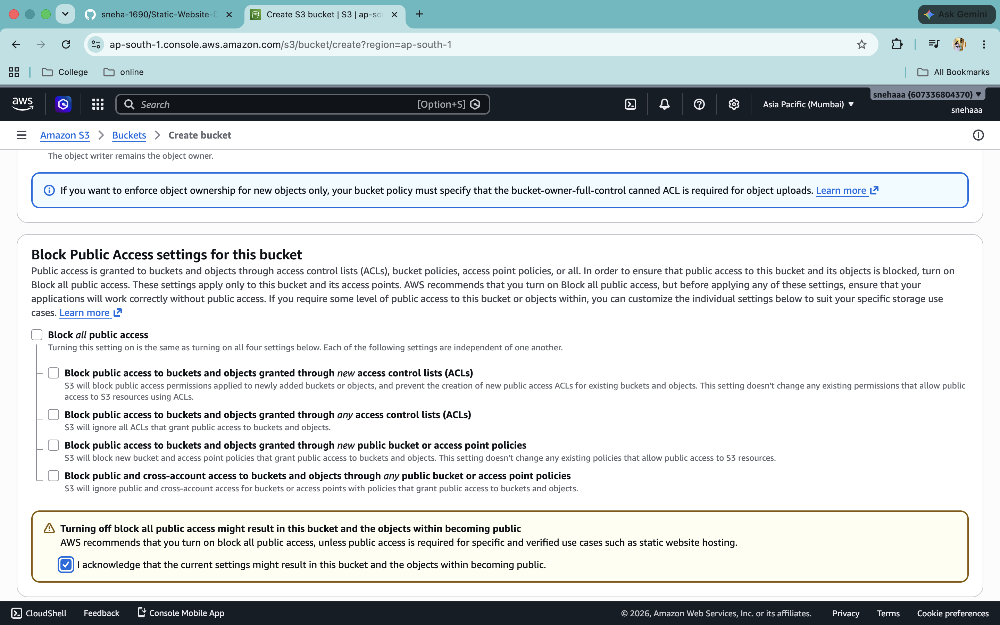 sneha-1690/Static-Website-D
Create S3 bucket | S3 | ap-so
Ask Gemini
ap-south-1.console.aws.amazon.com/s3/bucket/create?region=ap-south-1
College
online
All Bookmarks
aws
Search
[Option+S]
Asia Pacific (Mumbai)
snehaaa (607336804370)
snehaaa
Amazon S3
Buckets
Create bucket
The object writer remains the object owner.
If you want to enforce object ownership for new objects only, your bucket policy must specify that the bucket-owner-full-control canned ACL is required for object uploads. Learn more
Block Public Access settings for this bucket
Public access is granted to buckets and objects through access control lists (ACLs), bucket policies, access point policies, or all. In order to ensure that public access to this bucket and its objects is blocked, turn on
Block all public access. These settings apply only to this bucket and its access points. AWS recommends that you turn on Block all public access, but before applying any of these settings, ensure that your
applications will work correctly without public access. If you require some level of public access to this bucket or objects within, you can customize the individual settings below to suit your specific storage use
cases. Learn more
Block all public access
Turning this setting on is the same as turning on all four settings below. Each of the following settings are independent of one another.
Block public access to buckets and objects granted through new access control lists (ACLs)
S3 will block public access permissions applied to newly added buckets or objects, and prevent the creation of new public access ACLs for existing buckets and objects. This setting doesn't change any existing permissions that allow public
access to S3 resources using ACLs.
Block public access to buckets and objects granted through any access control lists (ACLs)
S3 will ignore all ACLs that grant public access to buckets and objects.
Block public access to buckets and objects granted through new public bucket or access point policies
S3 will block new bucket and access point policies that grant public access to buckets and objects. This setting doesn't change any existing policies that allow public access to S3 resources.
Block public and cross-account access to buckets and objects through any public bucket or access point policies
S3 will ignore public and cross-account access for buckets or access points with policies that grant public access to buckets and objects.
Turning off block all public access might result in this bucket and the objects within becoming public
AWS recommends that you turn on block all public access, unless public access is required for specific and verified use cases such as static website hosting.
I acknowledge that the current settings might result in this bucket and the objects within becoming public.
CloudShell
Feedback
Console Mobile App
© 2026, Amazon Web Services, Inc. or its affiliates.
Privacy
Terms
Cookie preferences